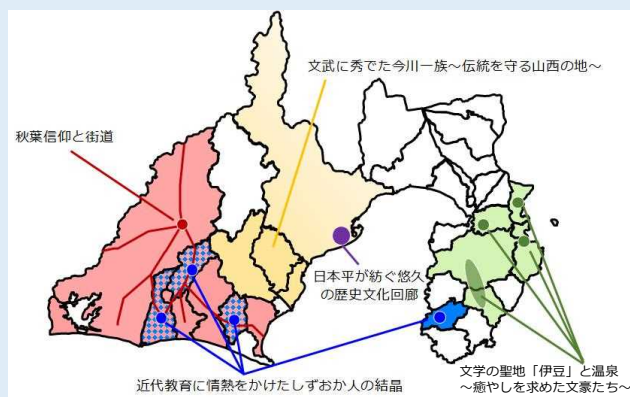 文武に秀でた今川一族～伝統を守る山西の地～
秋葉信仰と街道
日本平が紡ぐ悠久
の歴史文化回廊
近代教育に情熱をかけたしずおか人の結晶
文学の聖地「伊豆」と温泉
～癒やしを求めた文豪たち～